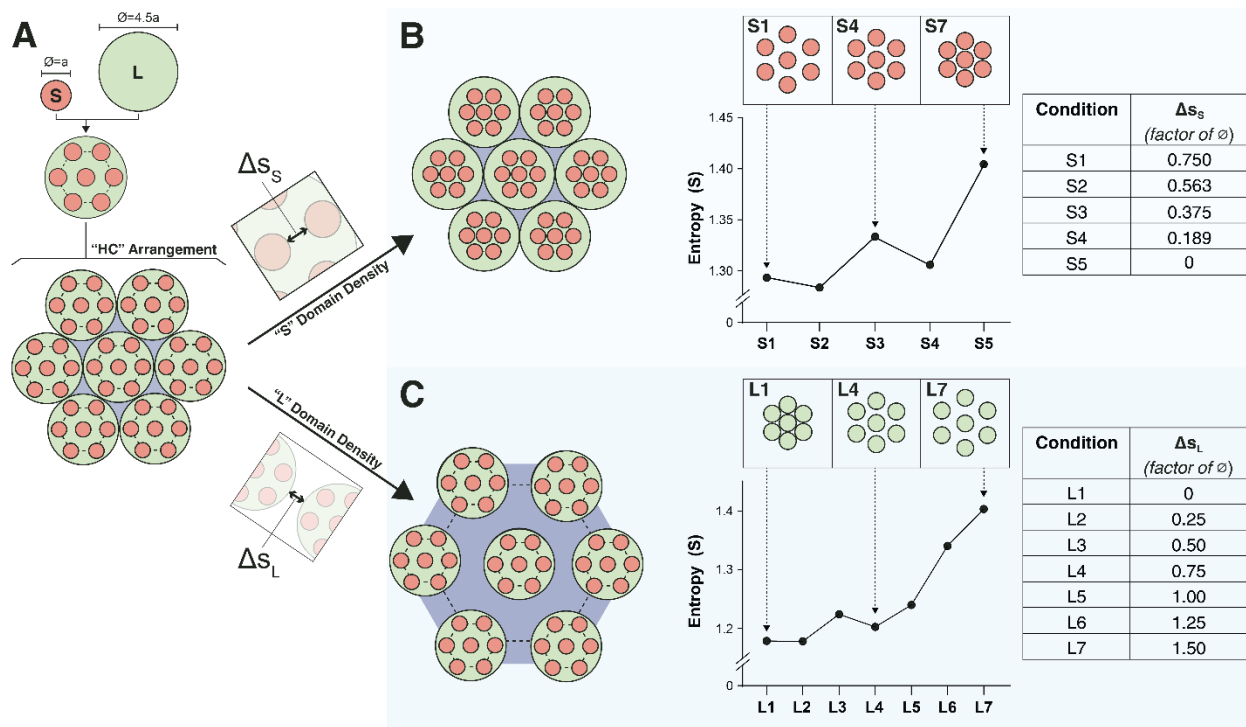 A
Ø=4.5a
Ø=a
S
L
"HC" Arrangement
ΔsS
"S" Domain Density
"L" Domain Density
ΔsL
B
S1
S4
S7
1.45
1.40
1.35
1.30
0
Entropy (S)
S1 S2 S3 S4 S5
Condition ΔsS
(factor of ø)
S1 0.750
S2 0.563
S3 0.375
S4 0.189
S5 0
C
L1
L4
L7
1.4
1.3
1.2
0
Entropy (S)
L1 L2 L3 L4 L5 L6 L7
Condition ΔsL
(factor of ø)
L1 0
L2 0.25
L3 0.50
L4 0.75
L5 1.00
L6 1.25
L7 1.50